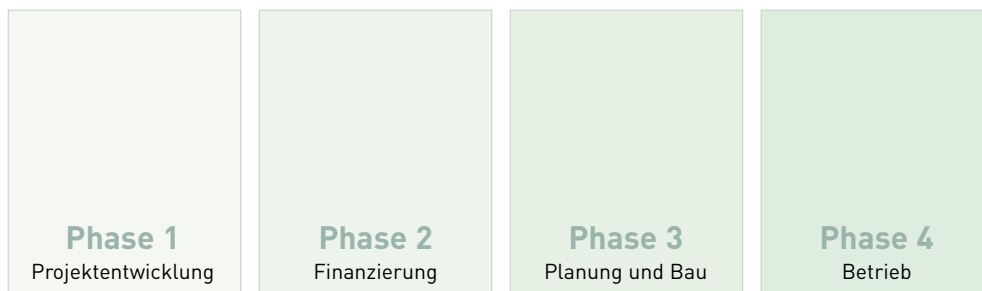 Phase 1
Projektentwicklung
Phase 2
Finanzierung
Phase 3
Planung und Bau
Phase 4
Betrieb